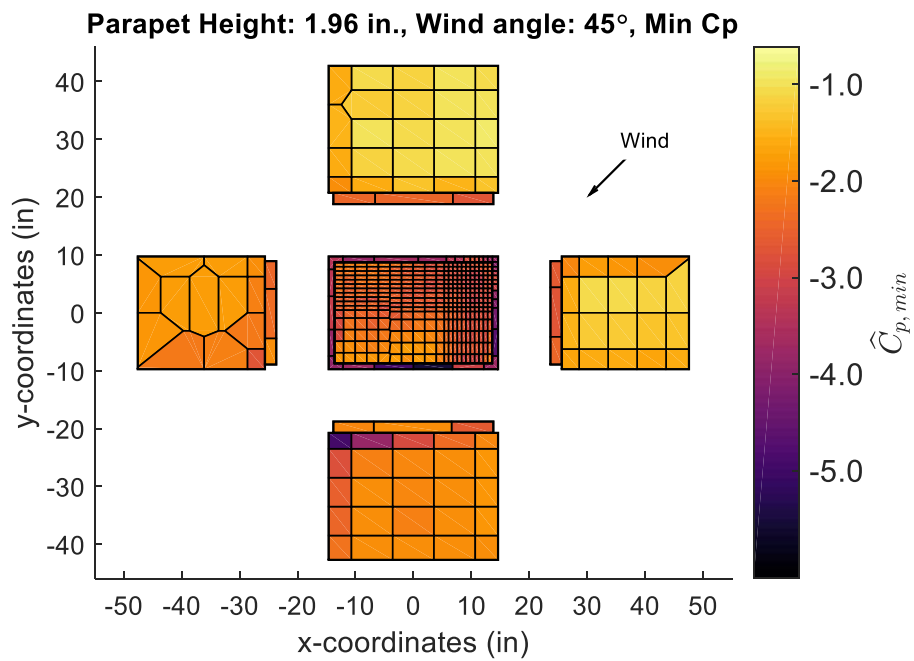 Parapet Height: 1.96 in., Wind angle: 45°, Min Cp
40
30
20
10
0
-10
-20
-30
-40
y-coordinates (in)
-50 -40 -30 -20 -10 0 10 20 30 40 50
x-coordinates (in)
Wind
-1.0
-2.0
-3.0
-4.0
-5.0
Ĉp, min